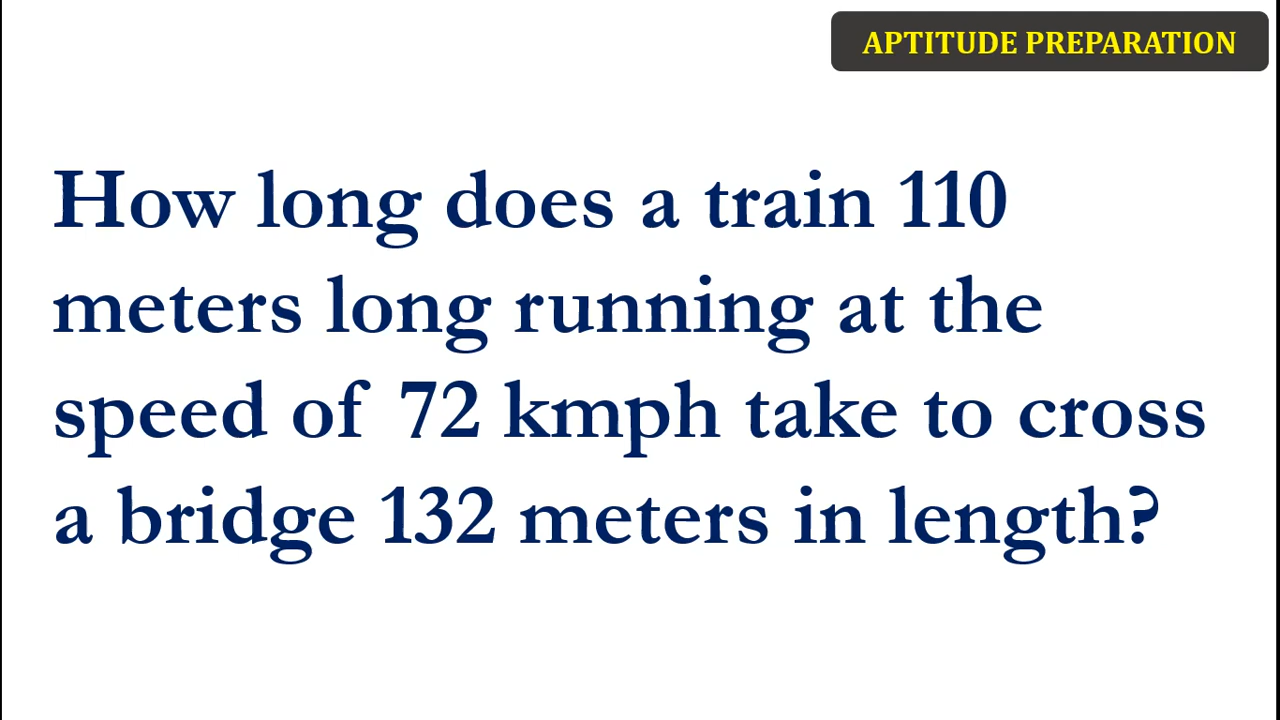 APTITUDE PREPARATION
How long does a train 110
meters long running at the
speed of 72 kmph take to cross
a bridge 132 meters in length?